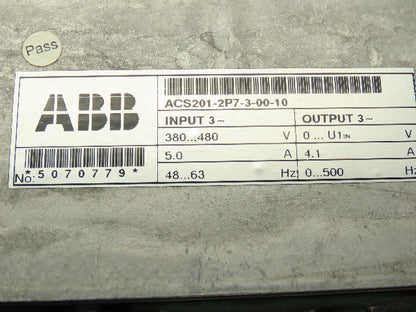 Pass
ABB
ACS201-2P7-3-00-10
INPUT 3~ OUTPUT 3~
380...480 V 0 ... U1IN V
5.0 A 4.1 A
48...63 Hz 0...500 Hz
No: *5070779*